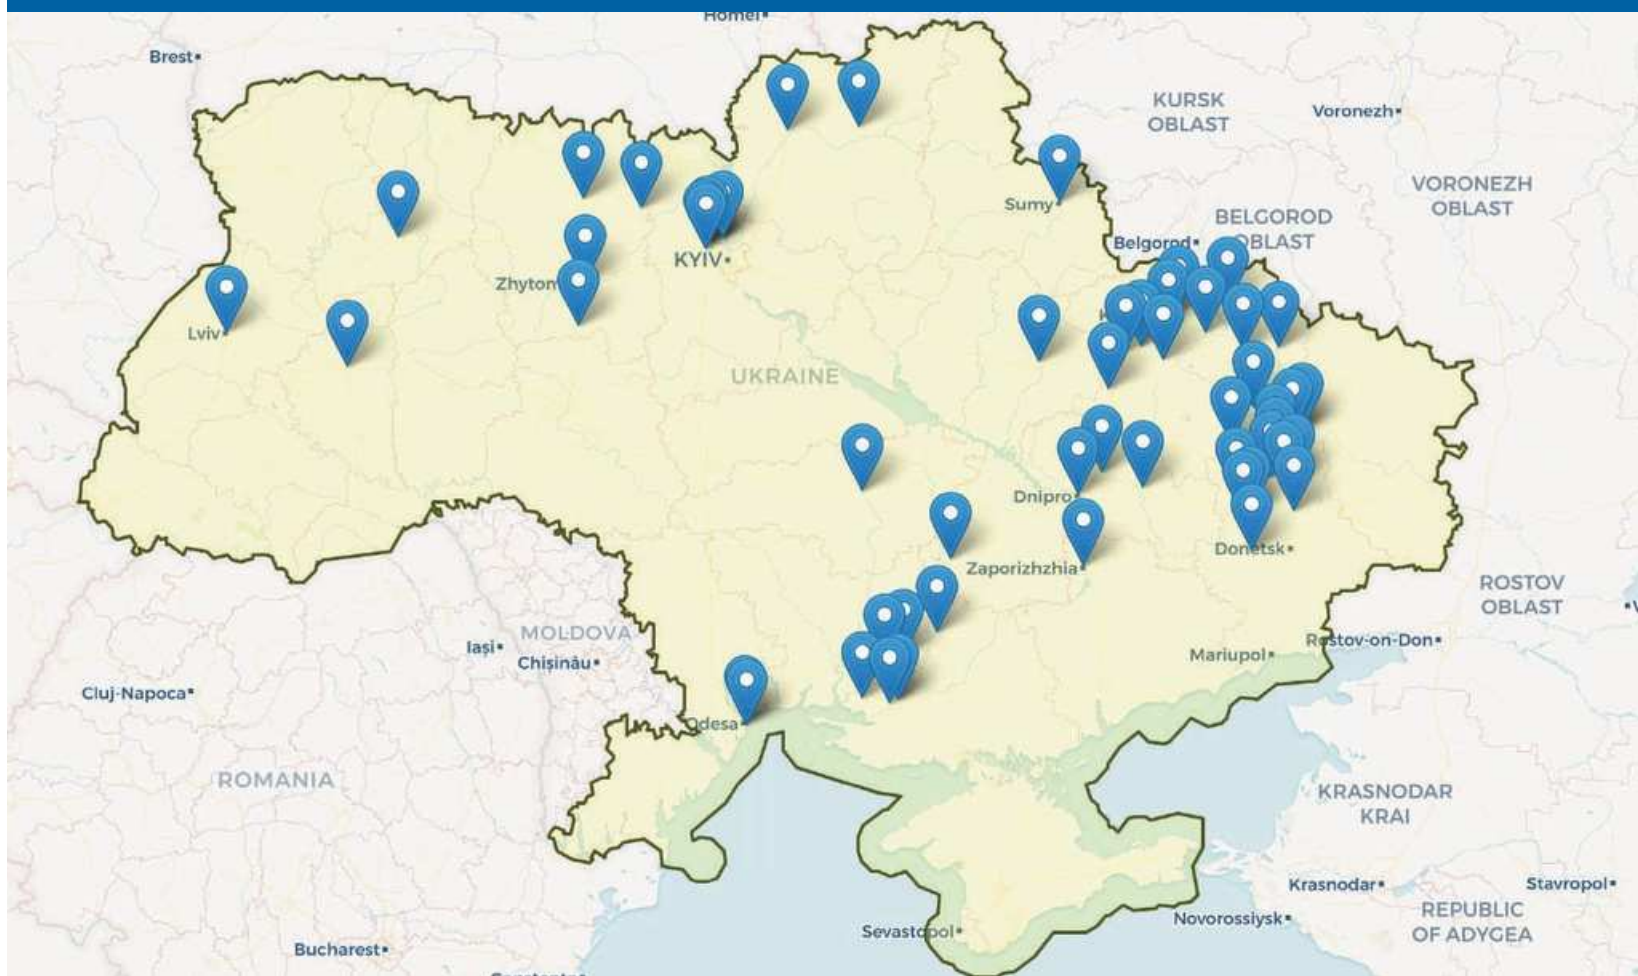 Homel
Brest
KURSK
OBLAST
Voronezh
VORONEZH
OBLAST
Sumy
BELGOROD
OBLAST
Belgorod
KYIV
Zhytom
Lviv
UKRAINE
Dnipro
Donetsk
Zaporizhzhia
ROSTOV
OBLAST
MOLDOVA
Iași
Chișinău
Rostov-on-Don
Mariupol
Cluj-Napoca
Odesa
ROMANIA
KRASNODAR
KRAI
Krasnodar
Stavropol
REPUBLIC
OF ADYGEA
Novorossiysk
Sevastopol
Bucharest